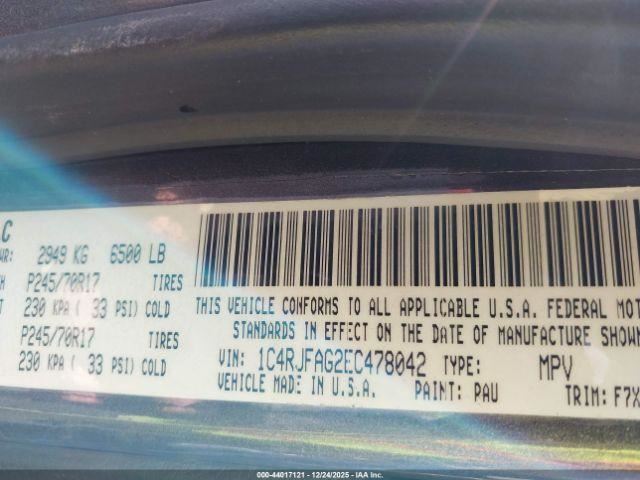 LC
WR: 2949 KG 6500 LB
H P245/70R17 TIRES
T 230 KPA ( 33 PSI) COLD
P245/70R17 TIRES
230 KPA ( 33 PSI) COLD
THIS VEHICLE CONFORMS TO ALL APPLICABLE U.S.A. FEDERAL MOT
STANDARDS IN EFFECT ON THE DATE OF MANUFACTURE SHOWN
VIN: 1C4RJFAG2EC478042 TYPE: MPV
VEHICLE MADE IN U.S.A. PAINT: PAU TRIM: F7X
000-44017121 - 12/24/2025 - IAA Inc.